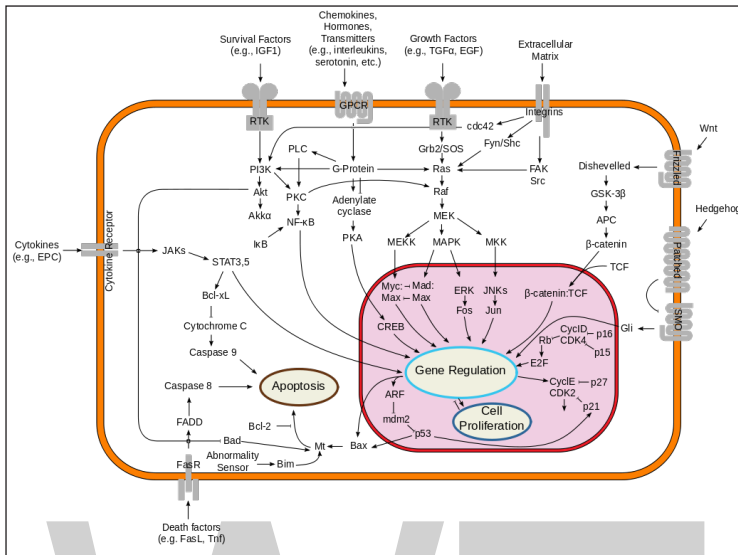 Survival Factors
(e.g., IGF1)
Chemokines,
Hormones,
Transmitters
(e.g., interleukins,
serotonin, etc.)
Growth Factors
(e.g., TGFα, EGF)
Extracellular
Matrix
RTK
GPCR
RTK
Integrins
cdc42
Wnt
PLC
Grb2/SOS
Fyn/Shc
Frizzled
Dishevelled
PI3K
G-Protein
Ras
FAK
Src
GSK-3β
Akt
PKC
Raf
Adenylate
cyclase
Akkα
NF-κB
MEK
APC
Hedgehog
Cytokine Receptor
IκB
PKA
MEKK
MAPK
MKK
β-catenin
Patched
Cytokines
(e.g., EPC)
JAKs
STAT3,5
TCF
Myc:
Max
Mad:
Max
ERK
JNKs
β-catenin:TCF
Bcl-xL
Fos
Jun
SMO
Cytochrome C
CREB
Gli
CyclD
CDK4
p16
Rb
p15
Caspase 9
E2F
Gene Regulation
Caspase 8
Apoptosis
CyclE
CDK2
p27
ARF
p21
FADD
Bcl-2
mdm2
Cell
Proliferation
p53
Bad
Mt
Bax
FasR
Abnormality
Sensor
Bim
Death factors
(e.g. FasL, Tnf)